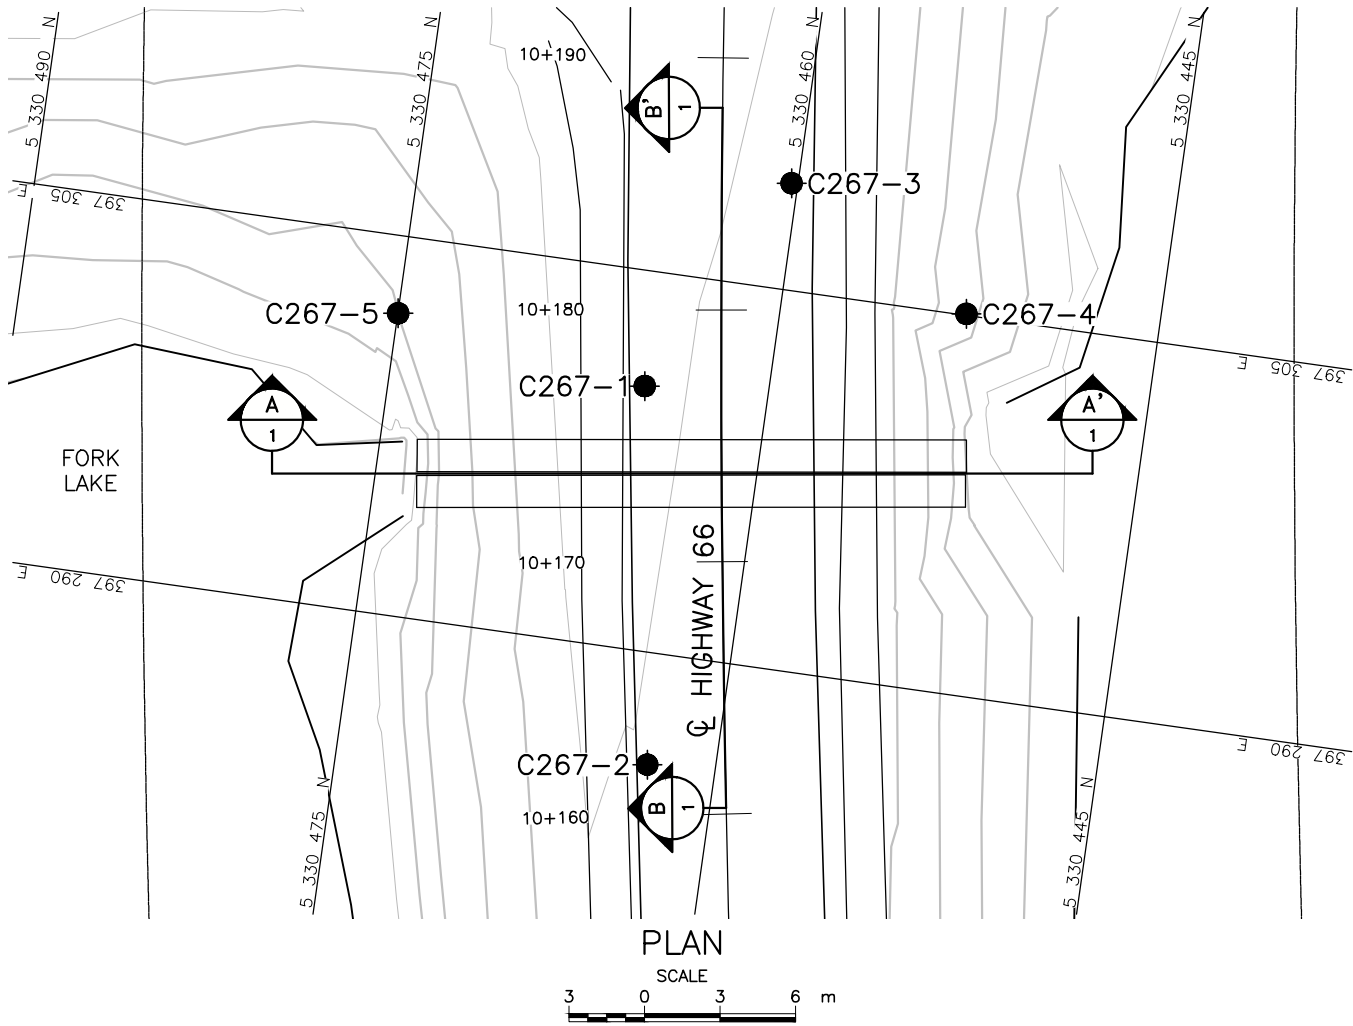 5 330 490 N
5 330 475 N
5 330 460 N
5 330 445 N
10+190
B'
1
C267-3
E 397 305
C267-5
10+180
C267-4
C267-1
E 397 305
A
1
A'
1
FORK
LAKE
10+170
E 397 290
℄ HIGHWAY 66
C267-2
B
1
10+160
E 397 290
5 330 475 N
5 330 445 N
PLAN
SCALE
3 0 3 6 m